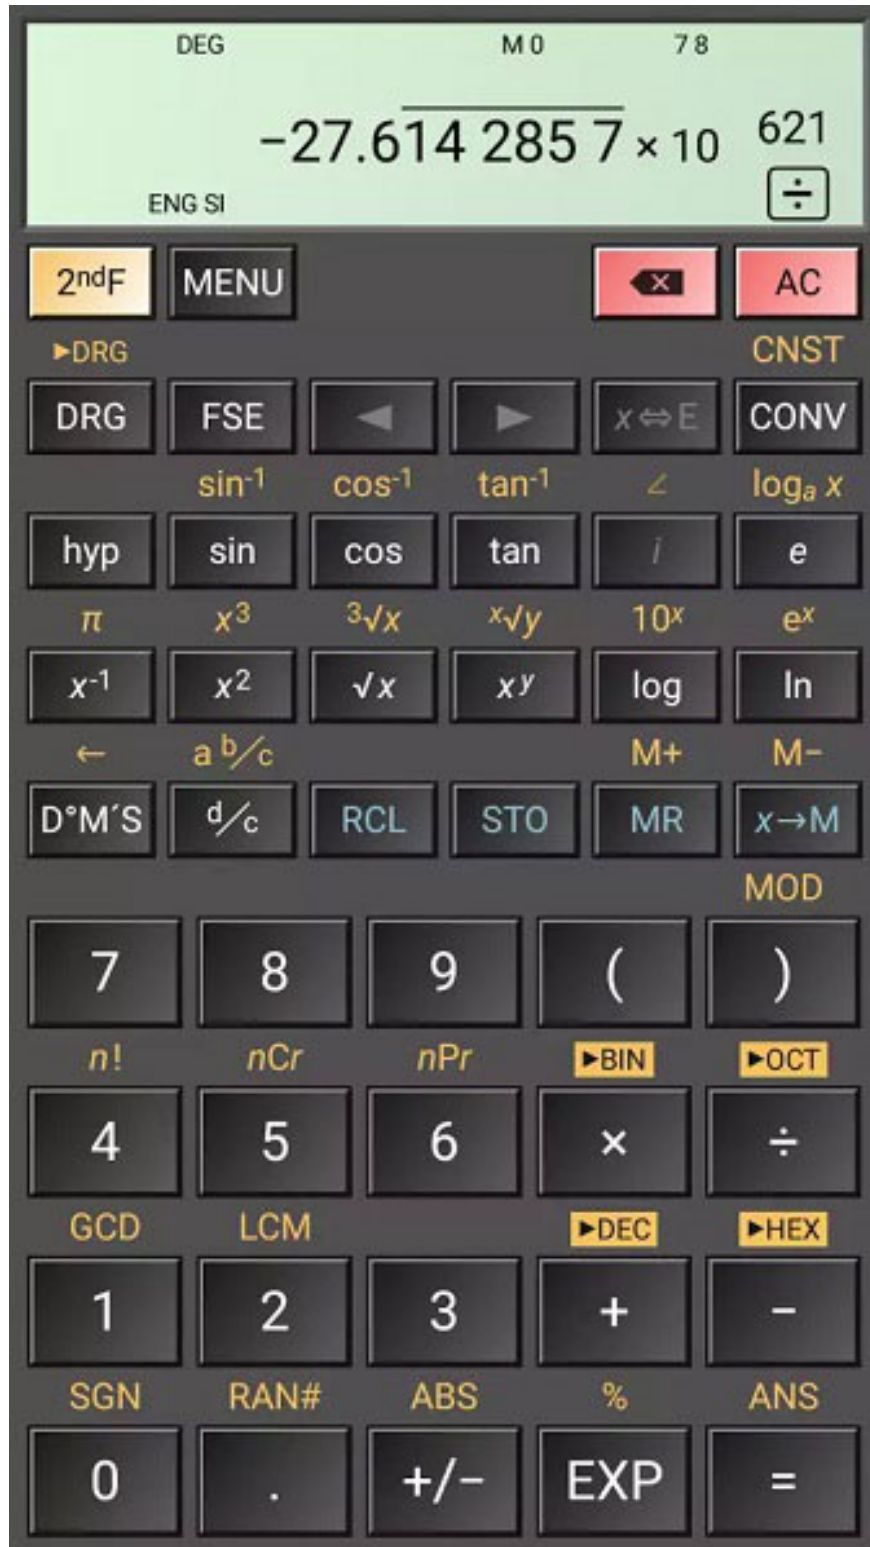 DEG M 0 7 8
−27.614 285 7 × 10 621
ENG SI ÷
2ndF MENU AC
▶DRG CNST
DRG FSE ◀ ▶ x⇔E CONV
sin-1 cos-1 tan-1 ∠ loga x
hyp sin cos tan i e
π x3 3√x x√y 10x ex
x-1 x2 √x xy log ln
← a b/c M+ M−
D°M´S d/c RCL STO MR x→M
MOD
7 8 9 ( )
n! nCr nPr ▶BIN ▶OCT
4 5 6 × ÷
GCD LCM ▶DEC ▶HEX
1 2 3 + −
SGN RAN# ABS % ANS
0 . +/− EXP =